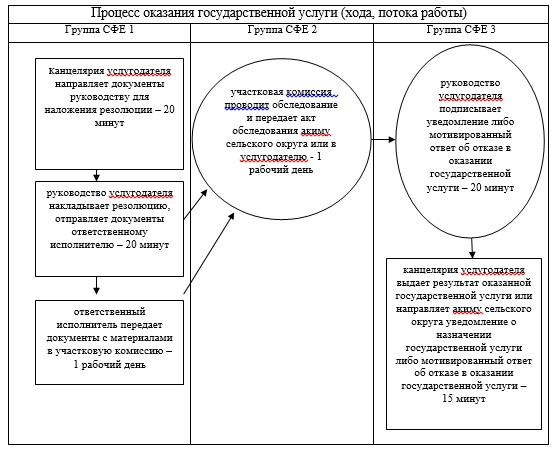 Процесс оказания государственной услуги (хода, потока работы)
Группа СФЕ 1
Группа СФЕ 2
Группа СФЕ 3
Канцелярия услугодателя
направляет документы
руководству для
наложения резолюции – 20
минут
руководство услугодателя
накладывает резолюцию,
отправляет документы
ответственному
исполнителю – 20 минут
ответственный
исполнитель передает
документы с материалами
в участковую комиссию –
1 рабочий день
участковая комиссия
проводит обследование
и передает акт
обследования акиму
сельского округа или в
услугодателю - 1
рабочий день
руководство
услугодателя
подписывает
уведомление либо
мотивированный
ответ об отказе в
оказании
государственной
услуги – 20 минут
канцелярия услугодателя
выдает результат оказанной
государственной услуги или
направляет акиму сельского
округа уведомление о
назначении
государственной услуги
либо мотивированный ответ
об отказе в оказании
государственной услуги –
15 минут